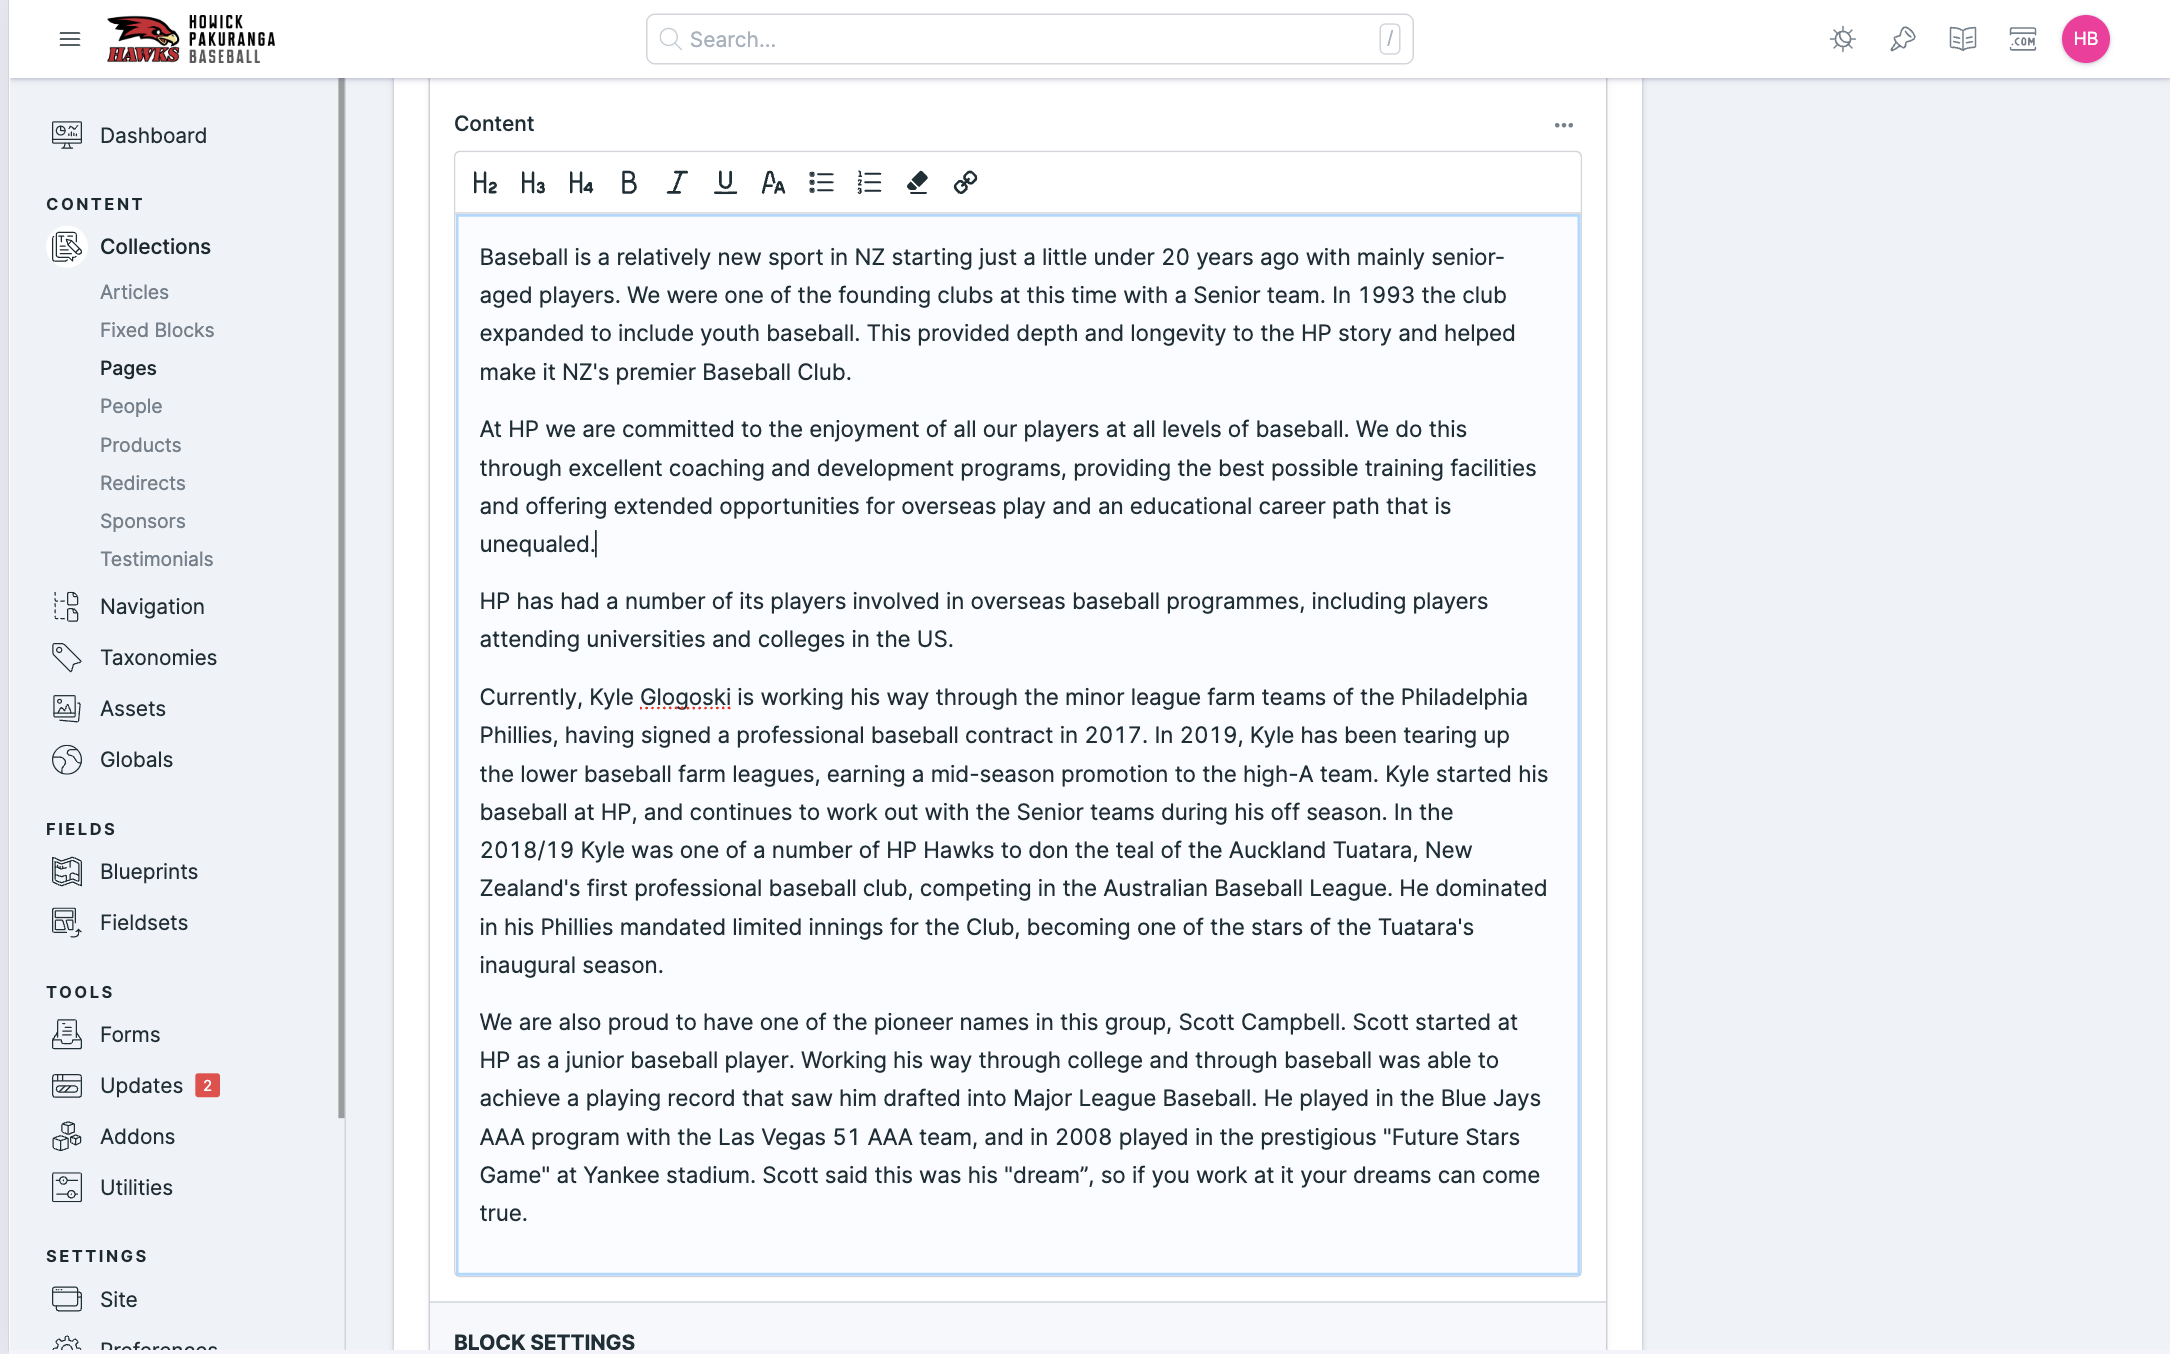 HOWICK
PAKURANGA
BASEBALL
HAWKS
Search...
/
.COM
HB
Dashboard
CONTENT
Collections
Articles
Fixed Blocks
Pages
People
Products
Redirects
Sponsors
Testimonials
Navigation
Taxonomies
Assets
Globals
FIELDS
Blueprints
Fieldsets
TOOLS
Forms
Updates 2
Addons
Utilities
SETTINGS
Site
Preferences
Content
H2 H3 H4 B I U AA
Baseball is a relatively new sport in NZ starting just a little under 20 years ago with mainly senior-
aged players. We were one of the founding clubs at this time with a Senior team. In 1993 the club
expanded to include youth baseball. This provided depth and longevity to the HP story and helped
make it NZ's premier Baseball Club.
At HP we are committed to the enjoyment of all our players at all levels of baseball. We do this
through excellent coaching and development programs, providing the best possible training facilities
and offering extended opportunities for overseas play and an educational career path that is
unequaled.
HP has had a number of its players involved in overseas baseball programmes, including players
attending universities and colleges in the US.
Currently, Kyle Glogoski is working his way through the minor league farm teams of the Philadelphia
Phillies, having signed a professional baseball contract in 2017. In 2019, Kyle has been tearing up
the lower baseball farm leagues, earning a mid-season promotion to the high-A team. Kyle started his
baseball at HP, and continues to work out with the Senior teams during his off season. In the
2018/19 Kyle was one of a number of HP Hawks to don the teal of the Auckland Tuatara, New
Zealand's first professional baseball club, competing in the Australian Baseball League. He dominated
in his Phillies mandated limited innings for the Club, becoming one of the stars of the Tuatara's
inaugural season.
We are also proud to have one of the pioneer names in this group, Scott Campbell. Scott started at
HP as a junior baseball player. Working his way through college and through baseball was able to
achieve a playing record that saw him drafted into Major League Baseball. He played in the Blue Jays
AAA program with the Las Vegas 51 AAA team, and in 2008 played in the prestigious "Future Stars
Game" at Yankee stadium. Scott said this was his "dream”, so if you work at it your dreams can come
true.
BLOCK SETTINGS